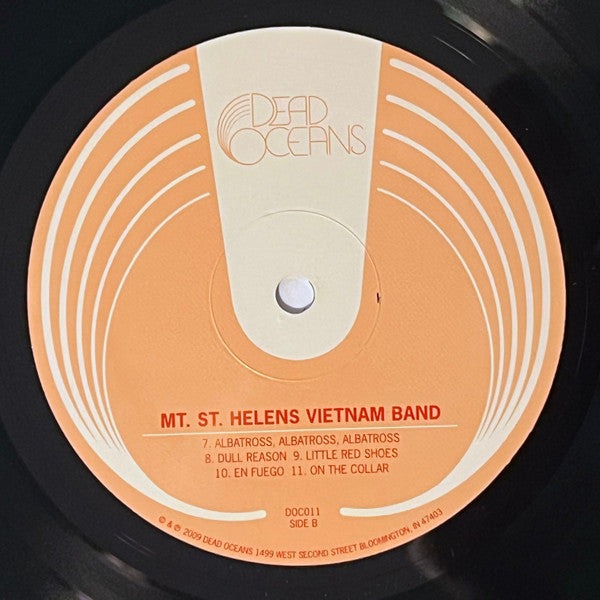 DEAD
OCEANS
MT. ST. HELENS VIETNAM BAND
7. ALBATROSS, ALBATROSS, ALBATROSS
8. DULL REASON 9. LITTLE RED SHOES
10. EN FUEGO 11. ON THE COLLAR
DOC011
SIDE B
© & ℗ 2009 DEAD OCEANS 1499 WEST SECOND STREET BLOOMINGTON, IN 47403